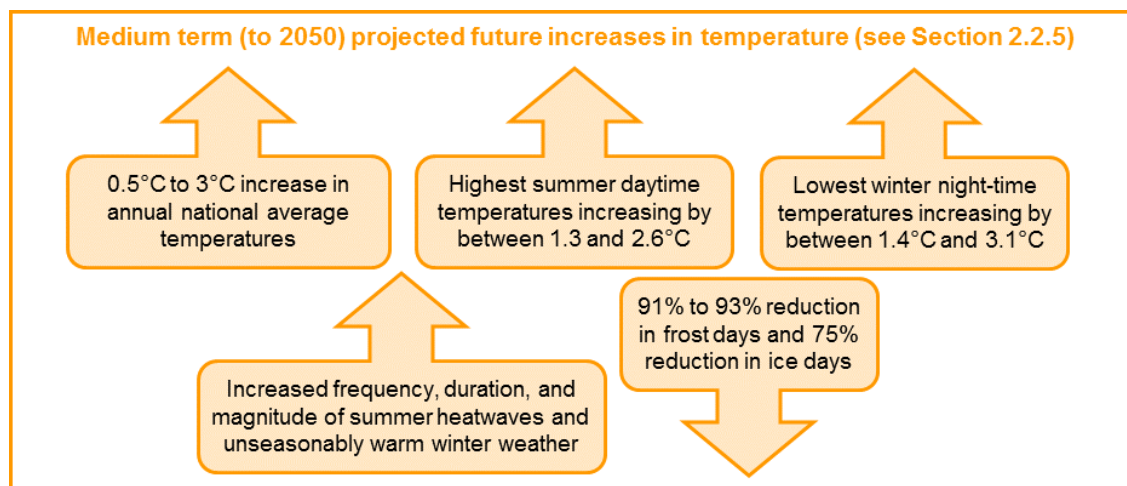 Medium term (to 2050) projected future increases in temperature (see Section 2.2.5)
0.5°C to 3°C increase in
annual national average
temperatures
Highest summer daytime
temperatures increasing by
between 1.3 and 2.6°C
Lowest winter night-time
temperatures increasing by
between 1.4°C and 3.1°C
Increased frequency, duration, and
magnitude of summer heatwaves and
unseasonably warm winter weather
91% to 93% reduction
in frost days and 75%
reduction in ice days